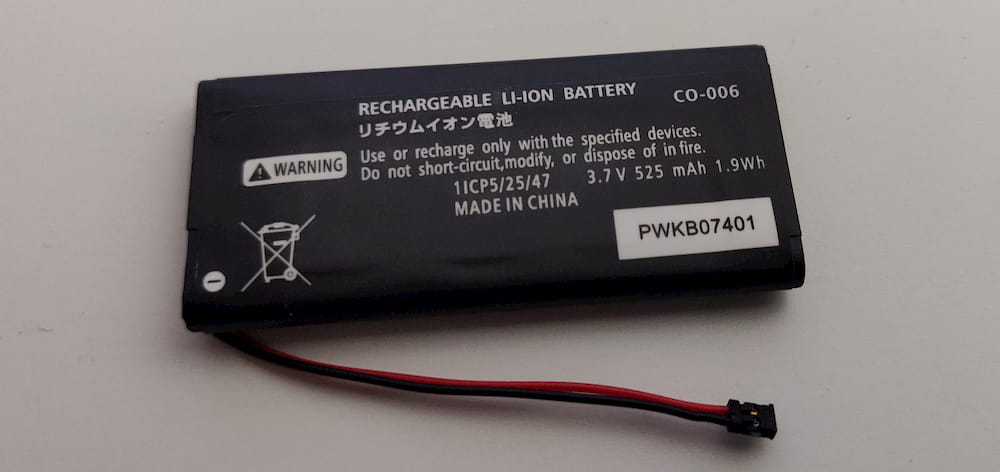 RECHARGEABLE LI-ION BATTERY CO-006
リチウムイオン電池
WARNING
Use or recharge only with the specified devices.
Do not short-circuit,modify, or dispose of in fire.
1ICP5/25/47 3.7 V 525 mAh 1.9Wh
MADE IN CHINA
PWKB07401